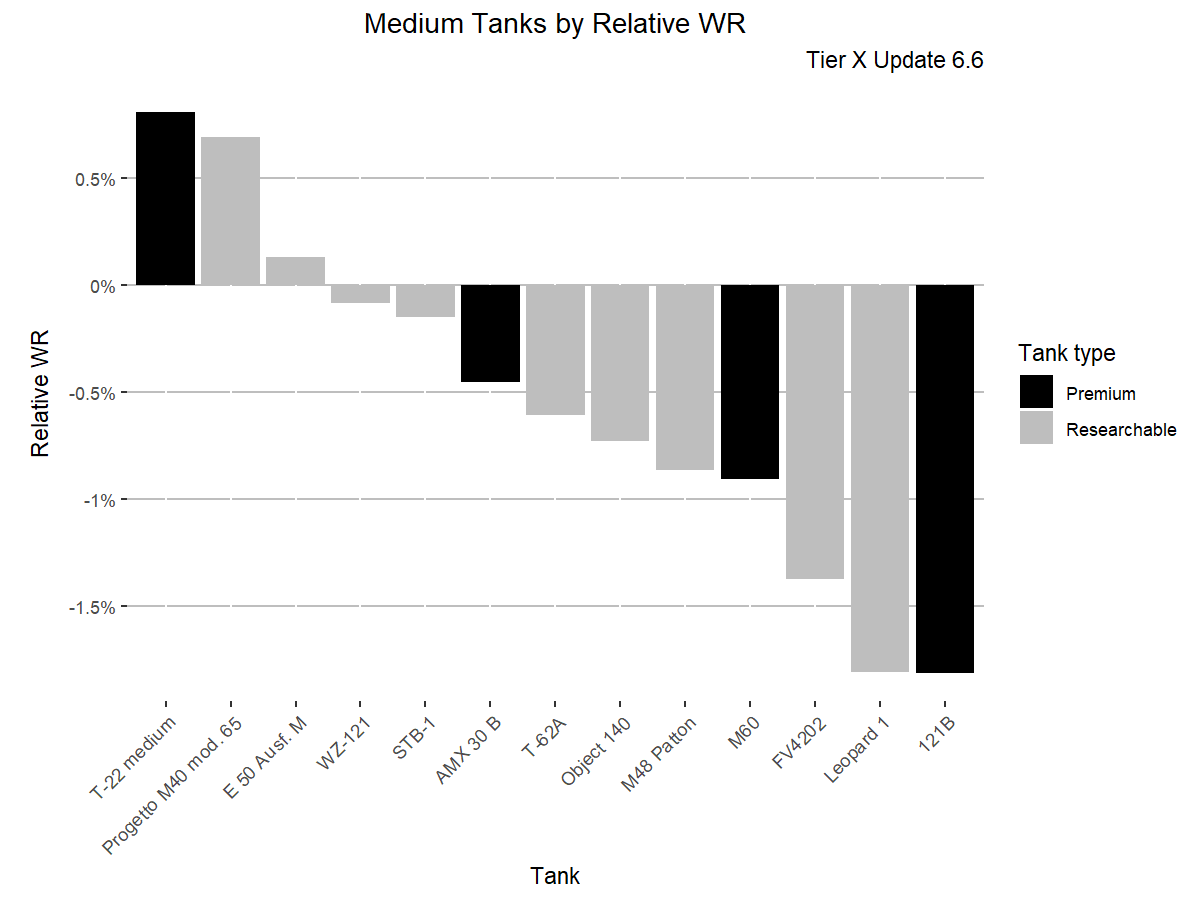 Medium Tanks by Relative WR
Tier X Update 6.6
Relative WR
0.5%
0%
-0.5%
-1%
-1.5%
T-22 medium
Progetto M40 mod. 65
E 50 Ausf. M
WZ-121
STB-1
AMX 30 B
T-62A
Object 140
M48 Patton
M60
FV4202
Leopard 1
121B
Tank
Tank type
Premium
Researchable